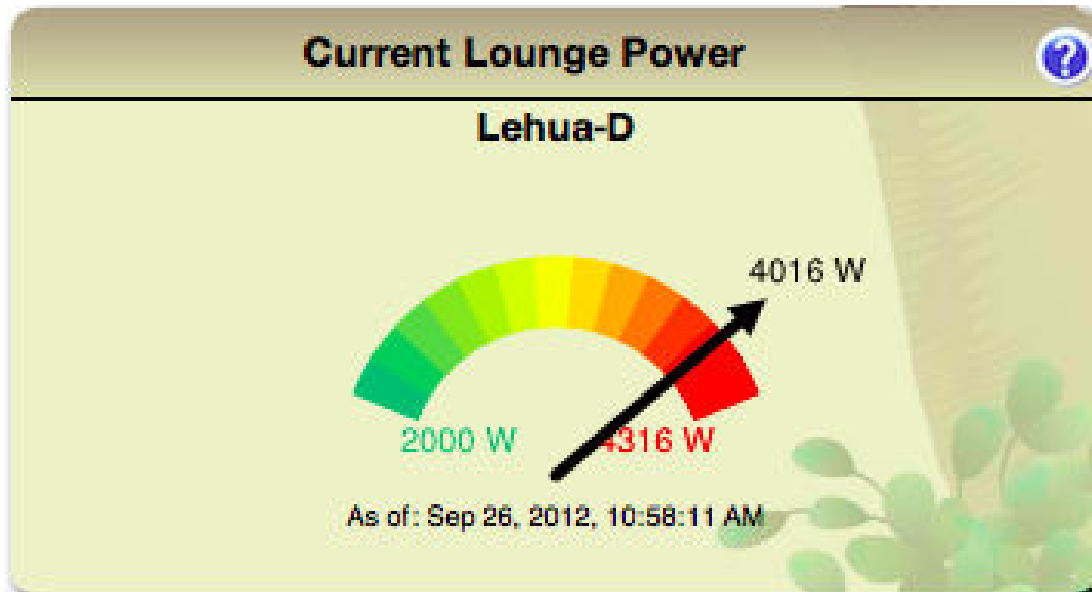 Current Lounge Power ?
Lehua-D
4016 W
2000 W 4316 W
As of: Sep 26, 2012, 10:58:11 AM